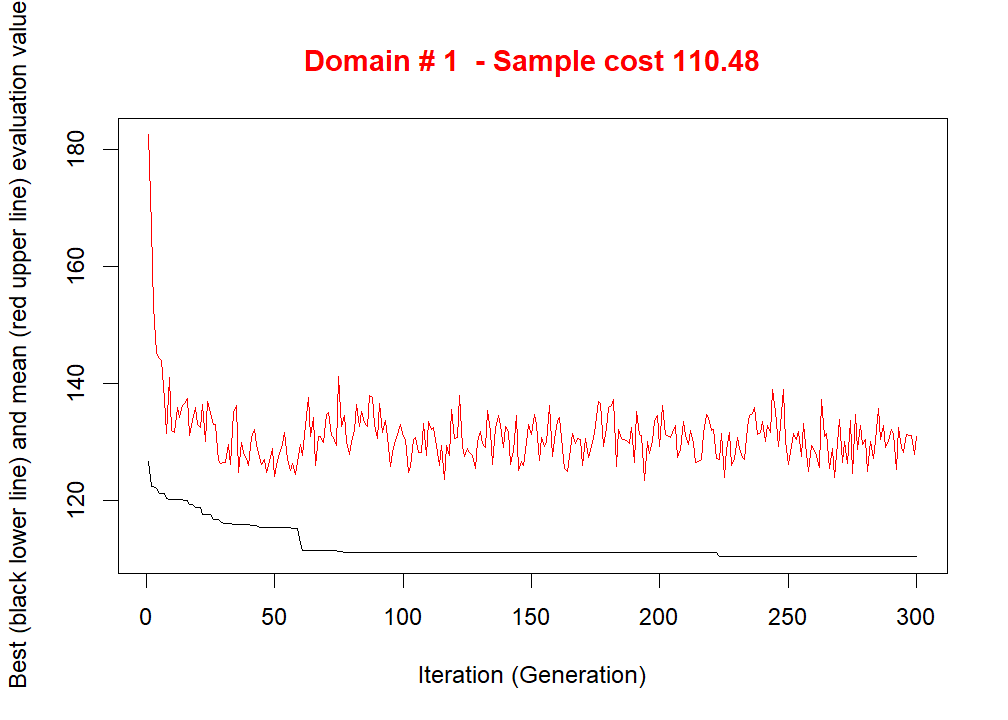 Domain # 1  - Sample cost 110.48
Best (black lower line) and mean (red upper line) evaluation value
180
160
140
120
0 50 100 150 200 250 300
Iteration (Generation)